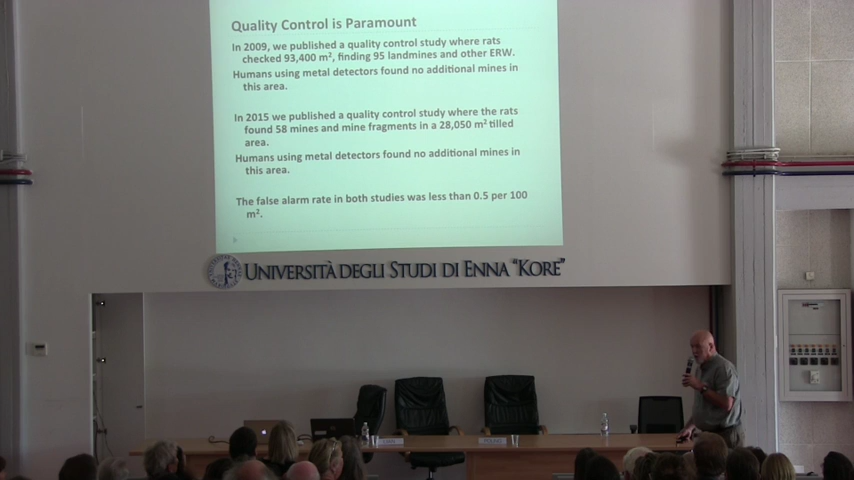 Quality Control is Paramount
In 2009, we published a quality control study where rats
checked 93,400 m², finding 95 landmines and other ERW.
Humans using metal detectors found no additional mines in
this area.
In 2015 we published a quality control study where the rats
found 58 mines and mine fragments in a 28,050 m² tilled
area.
Humans using metal detectors found no additional mines in
this area.
The false alarm rate in both studies was less than 0.5 per 100
m².
UNIVERSITÀ DEGLI STUDI DI ENNA "KORE"